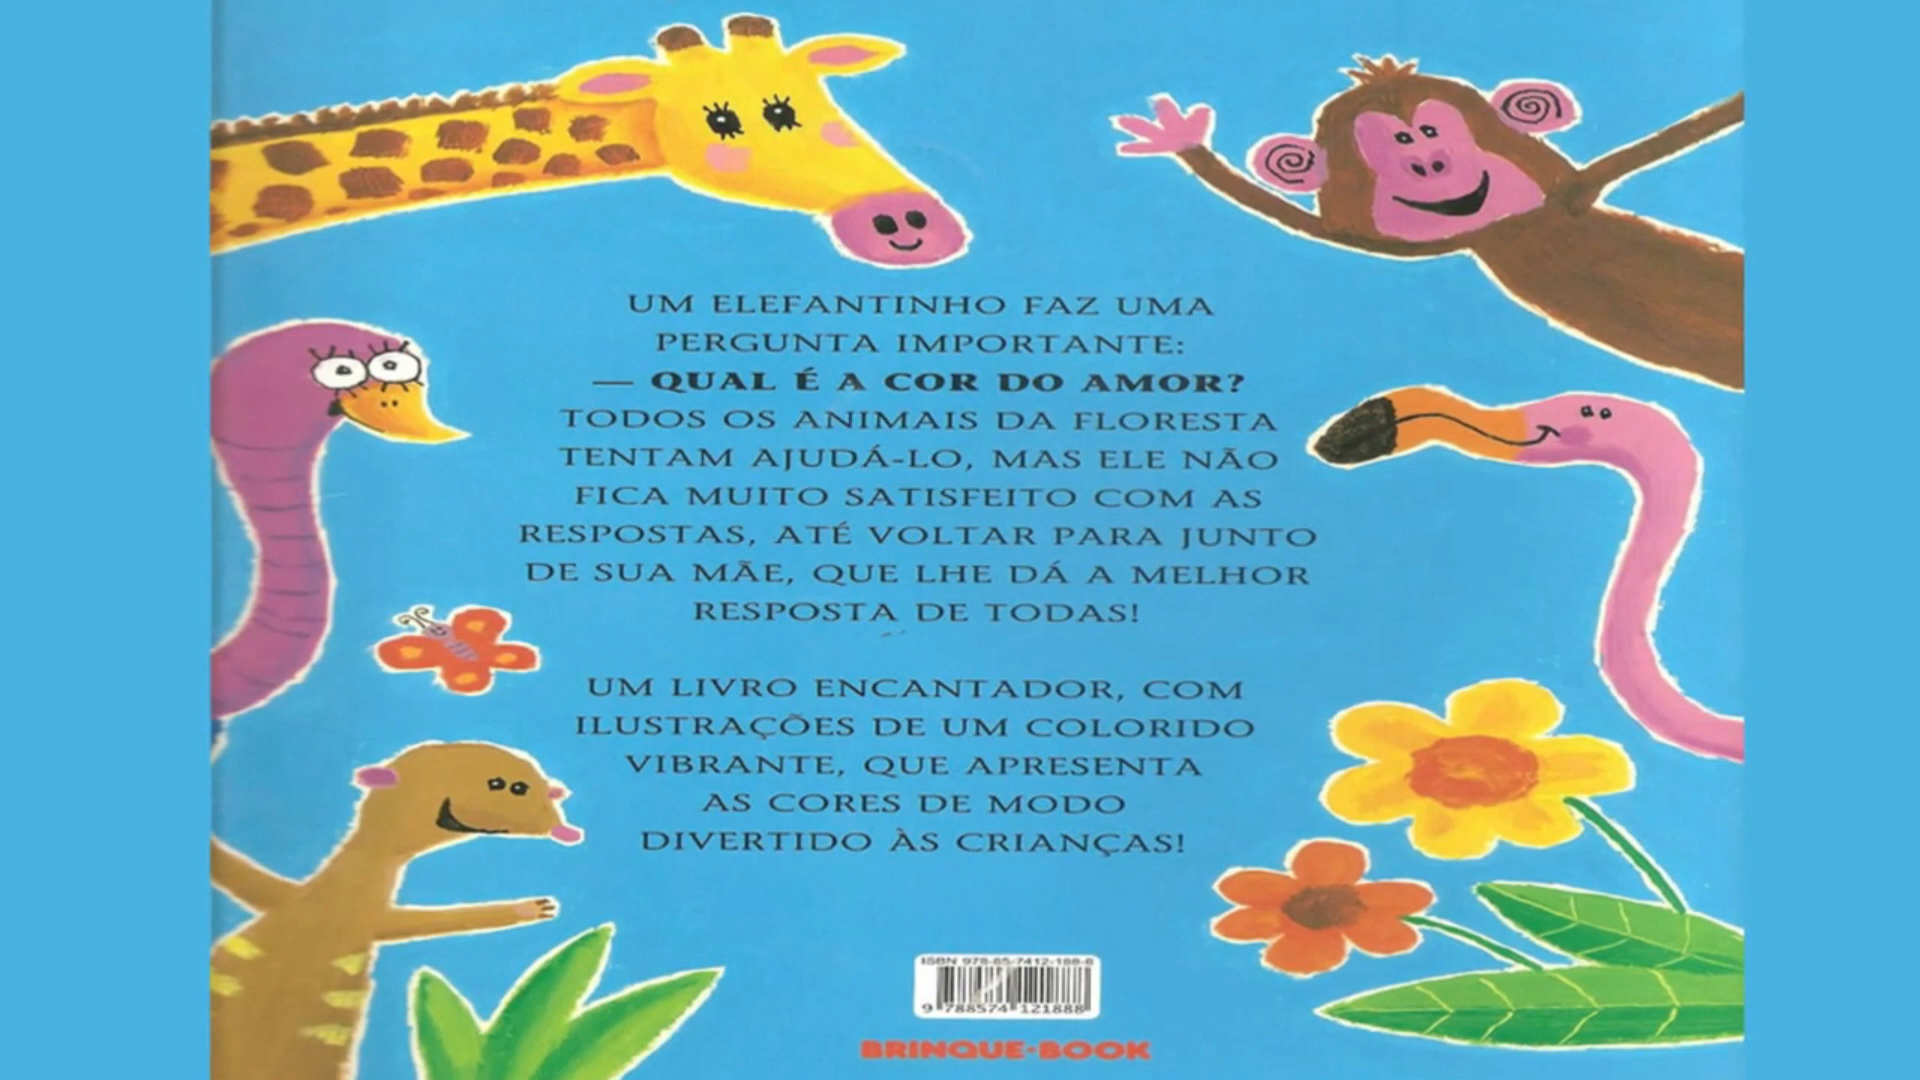 UM ELEFANTINHO FAZ UMA
PERGUNTA IMPORTANTE:
— QUAL É A COR DO AMOR?
TODOS OS ANIMAIS DA FLORESTA
TENTAM AJUDÁ-LO, MAS ELE NÃO
FICA MUITO SATISFEITO COM AS
RESPOSTAS, ATÉ VOLTAR PARA JUNTO
DE SUA MÃE, QUE LHE DÁ A MELHOR
RESPOSTA DE TODAS!
UM LIVRO ENCANTADOR, COM
ILUSTRAÇÕES DE UM COLORIDO
VIBRANTE, QUE APRESENTA
AS CORES DE MODO
DIVERTIDO ÀS CRIANÇAS!
ISBN 978-85-7412-188-8
9 788574 121888
BRINQUE-BOOK